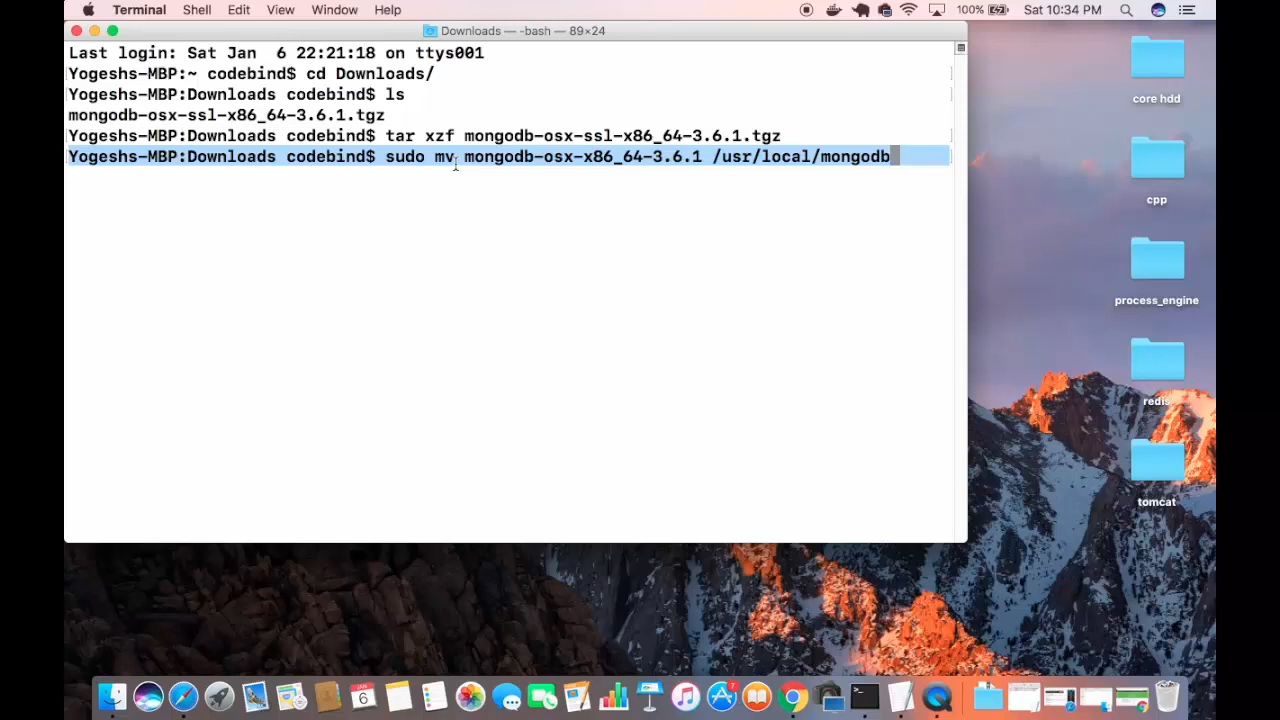 Terminal Shell Edit View Window Help 100% Sat 10:34 PM
Downloads — -bash — 89×24
Last login: Sat Jan  6 22:21:18 on ttys001
Yogeshs-MBP:~ codebind$ cd Downloads/
Yogeshs-MBP:Downloads codebind$ ls
mongodb-osx-ssl-x86_64-3.6.1.tgz
Yogeshs-MBP:Downloads codebind$ tar xzf mongodb-osx-ssl-x86_64-3.6.1.tgz
Yogeshs-MBP:Downloads codebind$ sudo mv mongodb-osx-x86_64-3.6.1 /usr/local/mongodb
core hdd
cpp
process_engine
redis
tomcat
JAN
6
7